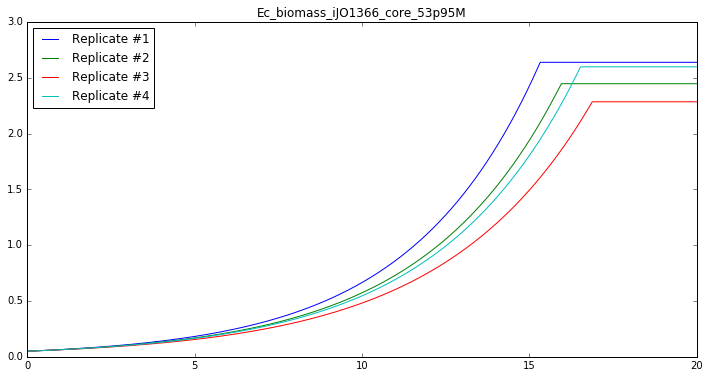 Ec_biomass_iJO1366_core_53p95M
3.0
Replicate #1
Replicate #2
Replicate #3
Replicate #4
2.5
2.0
1.5
1.0
0.5
0.0
0 5 10 15 20